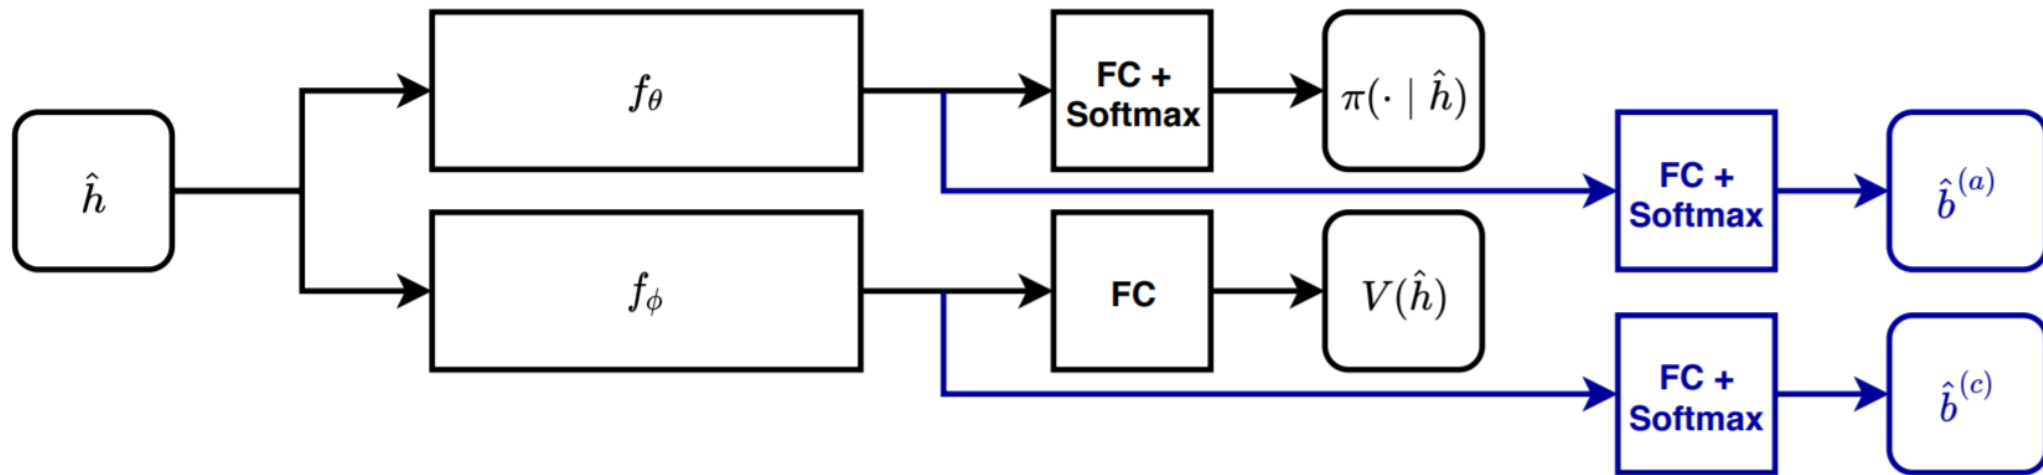 ĥ
f_θ
FC +
Softmax
π(· | ĥ)
FC +
Softmax
b̂^(a)
f_ϕ
FC
V(ĥ)
FC +
Softmax
b̂^(c)